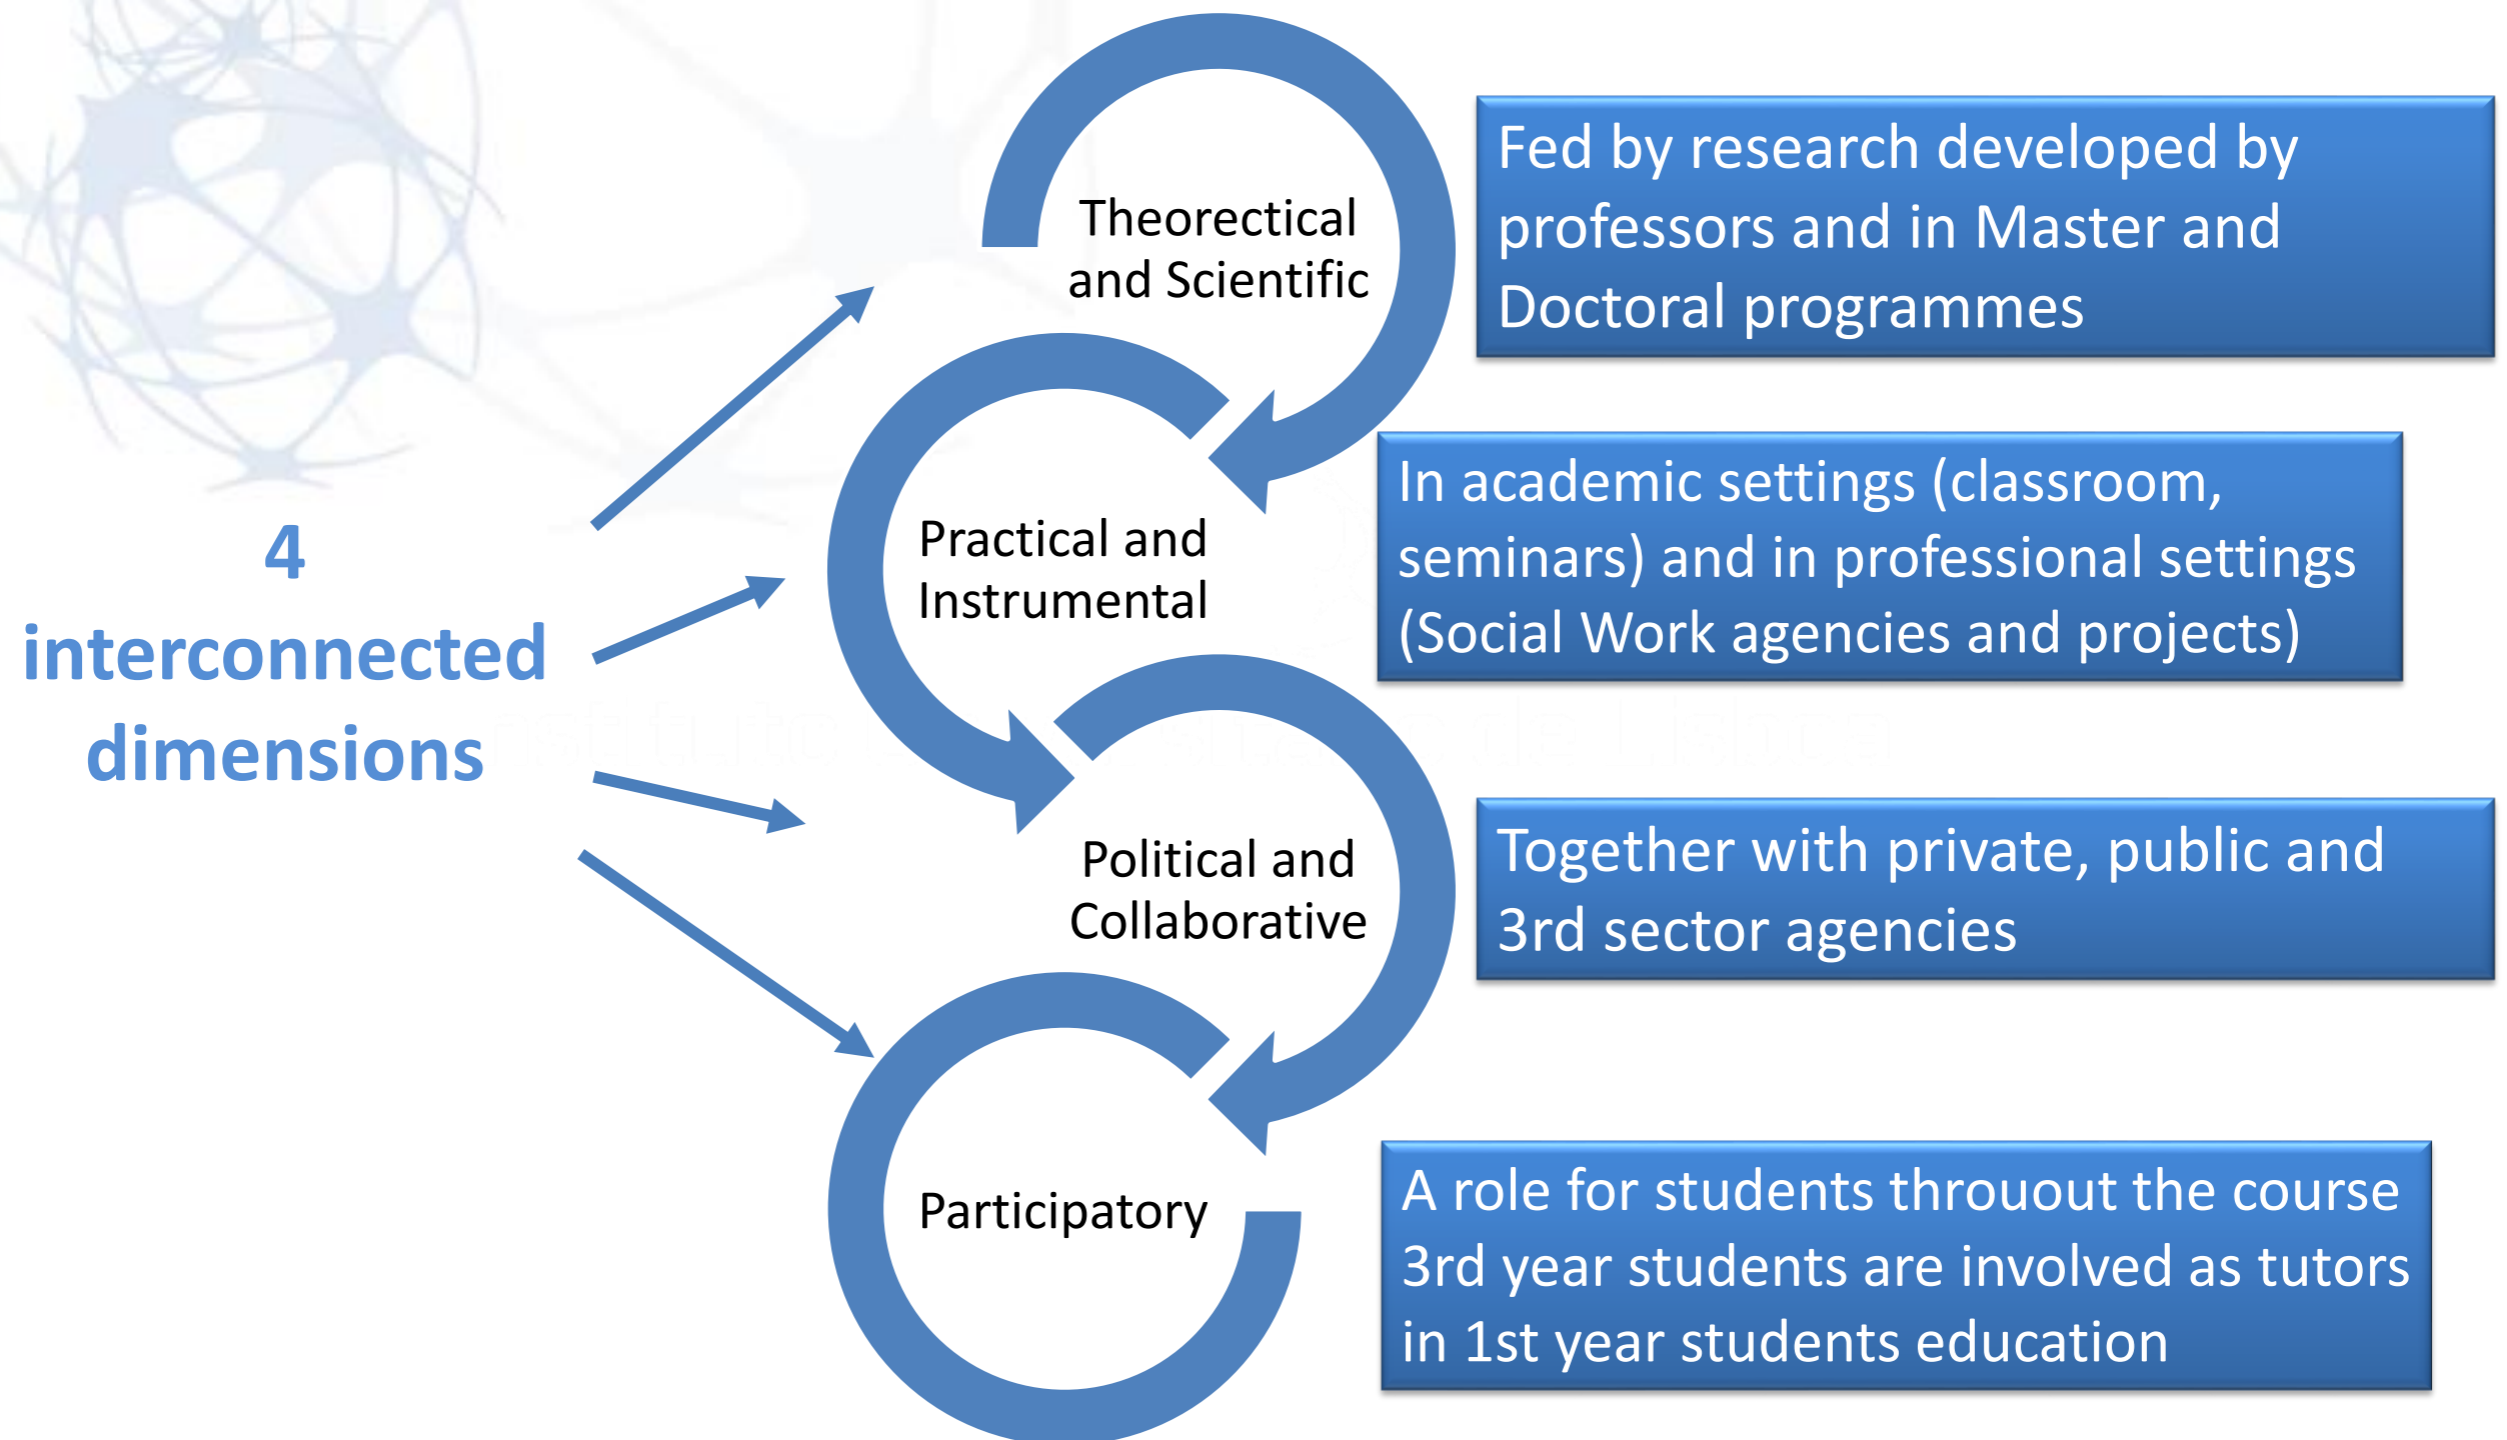 4
interconnected
dimensions
Theorectical
and Scientific
Fed by research developed by
professors and in Master and
Doctoral programmes
Practical and
Instrumental
In academic settings (classroom,
seminars) and in professional settings
(Social Work agencies and projects)
Political and
Collaborative
Together with private, public and
3rd sector agencies
Participatory
A role for students throuout the course
3rd year students are involved as tutors
in 1st year students education